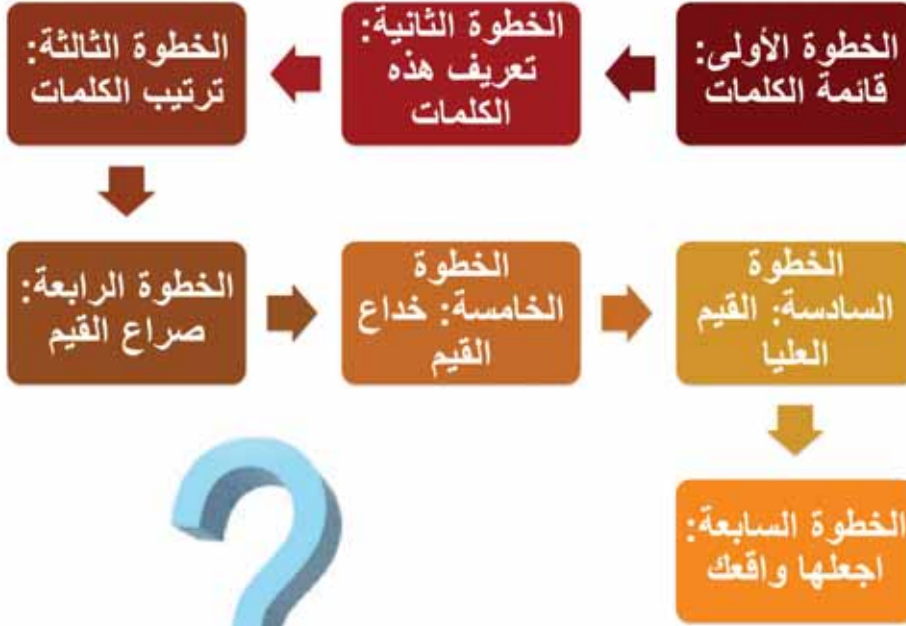 الخطوة الأولى:
قائمة الكلمات
الخطوة الثانية:
تعريف هذه
الكلمات
الخطوة الثالثة:
ترتيب الكلمات
الخطوة الرابعة:
صراع القيم
الخطوة
الخامسة: خداع
القيم
الخطوة
السادسة: القيم
العليا
الخطوة السابعة:
اجعلها واقعك